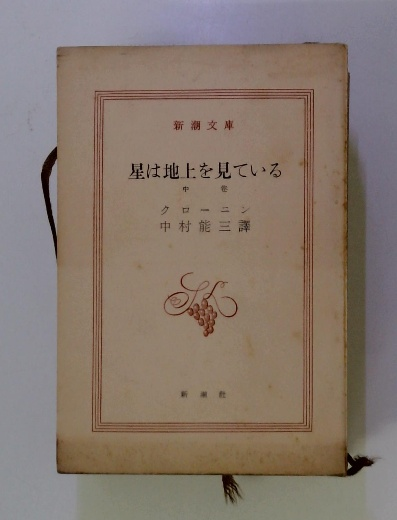 新潮文庫
星は地上を見ている
中巻
クローニン
中村能三譯
新潮社